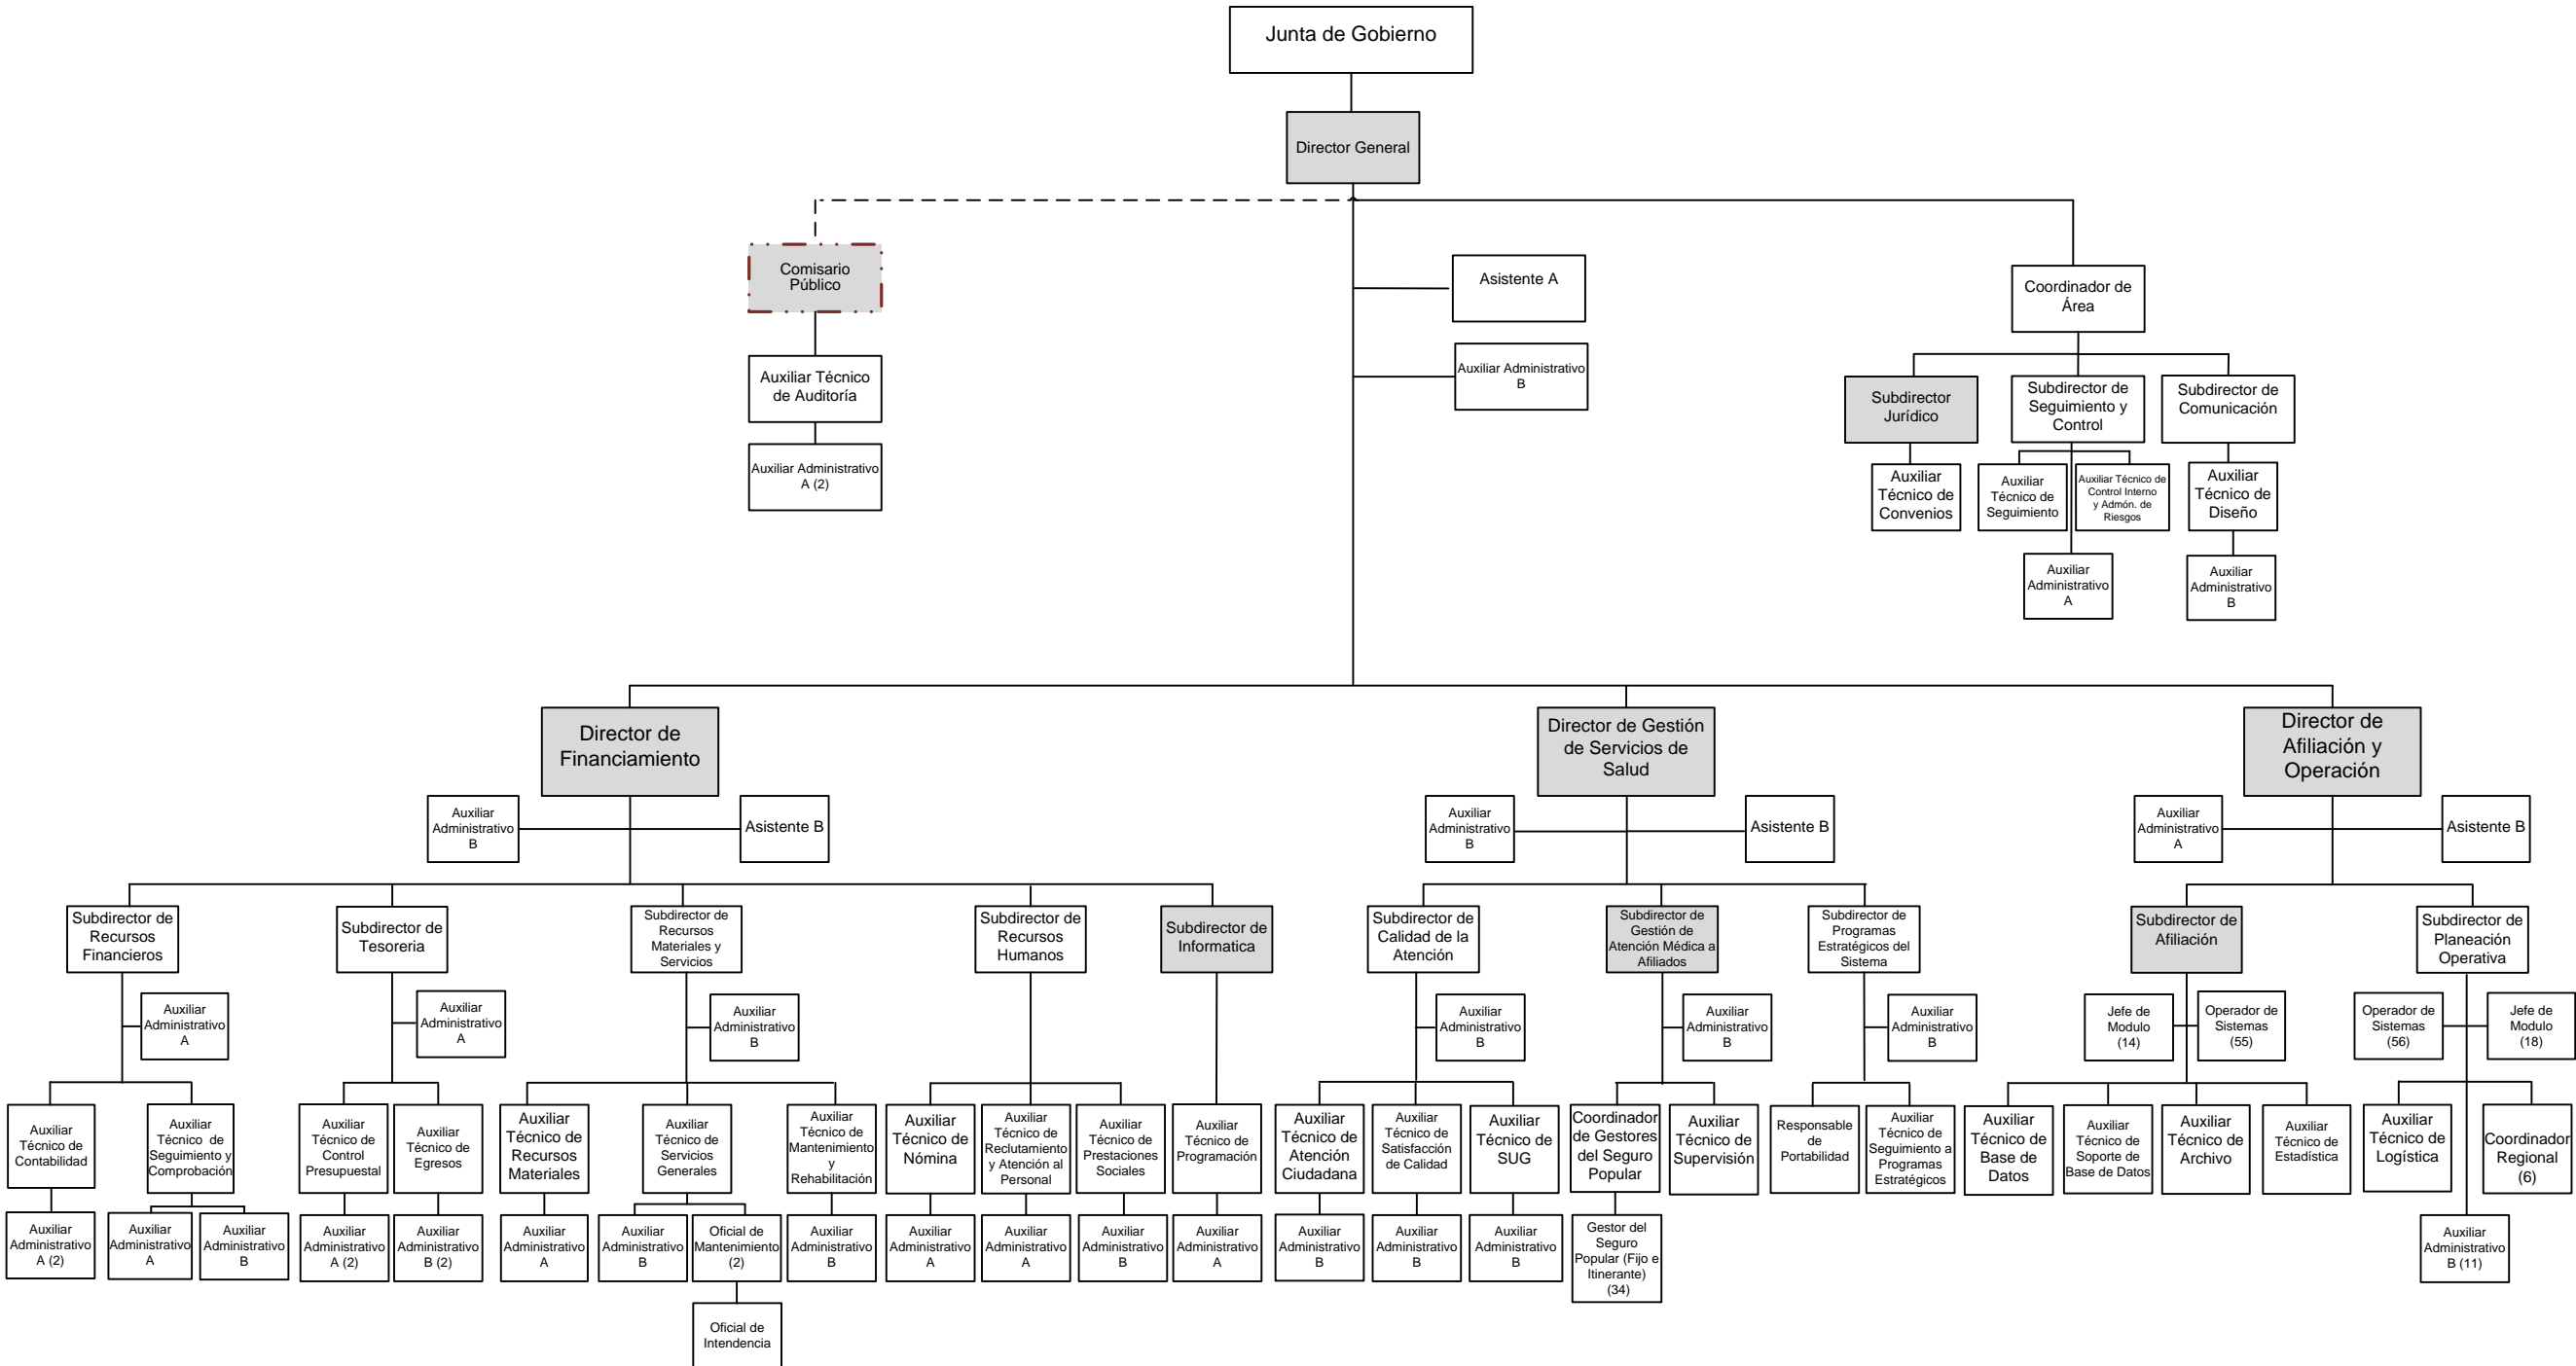 Junta de Gobierno
Director General
Comisario
Público
Asistente A
Coordinador de
Área
Auxiliar Administrativo
B
Auxiliar Técnico
de Auditoría
Auxiliar Administrativo
A (2)
Subdirector
Jurídico
Subdirector de
Seguimiento y
Control
Subdirector de
Comunicación
Auxiliar
Técnico de
Convenios
Auxiliar
Técnico de
Seguimiento
Auxiliar Técnico de
Control Interno
y Admón. de
Riesgos
Auxiliar
Técnico de
Diseño
Auxiliar
Administrativo
A
Auxiliar
Administrativo
B
Director de
Financiamiento
Director de Gestión
de Servicios de
Salud
Director de
Afiliación y
Operación
Auxiliar
Administrativo
B
Asistente B
Auxiliar
Administrativo
B
Asistente B
Auxiliar
Administrativo
A
Asistente B
Subdirector de
Recursos
Financieros
Subdirector de
Tesoreria
Subdirector de
Recursos
Materiales y
Servicios
Subdirector de
Recursos
Humanos
Subdirector de
Informatica
Subdirector de
Calidad de la
Atención
Subdirector de
Gestión de
Atención Médica a
Afiliados
Subdirector de
Programas
Estratégicos del
Sistema
Subdirector de
Afiliación
Subdirector de
Planeación
Operativa
Auxiliar
Administrativo
A
Auxiliar
Administrativo
A
Auxiliar
Administrativo
B
Auxiliar
Administrativo
B
Auxiliar
Administrativo
B
Auxiliar
Administrativo
B
Jefe de
Modulo
(14)
Operador de
Sistemas
(55)
Operador de
Sistemas
(56)
Jefe de
Modulo
(18)
Auxiliar
Técnico de
Contabilidad
Auxiliar
Técnico de
Seguimiento y
Comprobación
Auxiliar
Técnico de
Control
Presupuestal
Auxiliar
Técnico de
Egresos
Auxiliar
Técnico de
Recursos
Materiales
Auxiliar
Técnico de
Servicios
Generales
Auxiliar
Técnico de
Mantenimiento
y
Rehabilitación
Auxiliar
Técnico de
Nómina
Auxiliar
Técnico de
Reclutamiento
y Atención al
Personal
Auxiliar
Técnico de
Prestaciones
Sociales
Auxiliar
Técnico de
Programación
Auxiliar
Técnico de
Atención
Ciudadana
Auxiliar
Técnico de
Satisfacción
de Calidad
Auxiliar
Técnico de
SUG
Coordinador
de Gestores
del Seguro
Popular
Auxiliar
Técnico de
Supervisión
Responsable
de
Portabilidad
Auxiliar
Técnico de
Seguimiento a
Programas
Estratégicos
Auxiliar
Técnico de
Base de
Datos
Auxiliar
Técnico de
Soporte de
Base de Datos
Auxiliar
Técnico de
Archivo
Auxiliar
Técnico de
Estadística
Auxiliar
Técnico de
Logística
Coordinador
Regional
(6)
Auxiliar
Administrativo
A (2)
Auxiliar
Administrativo
A
Auxiliar
Administrativo
B
Auxiliar
Administrativo
A (2)
Auxiliar
Administrativo
B (2)
Auxiliar
Administrativo
A
Auxiliar
Administrativo
B
Oficial de
Mantenimiento
(2)
Auxiliar
Administrativo
B
Auxiliar
Administrativo
A
Auxiliar
Administrativo
A
Auxiliar
Administrativo
B
Auxiliar
Administrativo
A
Auxiliar
Administrativo
B
Auxiliar
Administrativo
B
Auxiliar
Administrativo
B
Gestor del
Seguro
Popular (Fijo e
Itinerante)
(34)
Auxiliar
Administrativo
B (11)
Oficial de
Intendencia